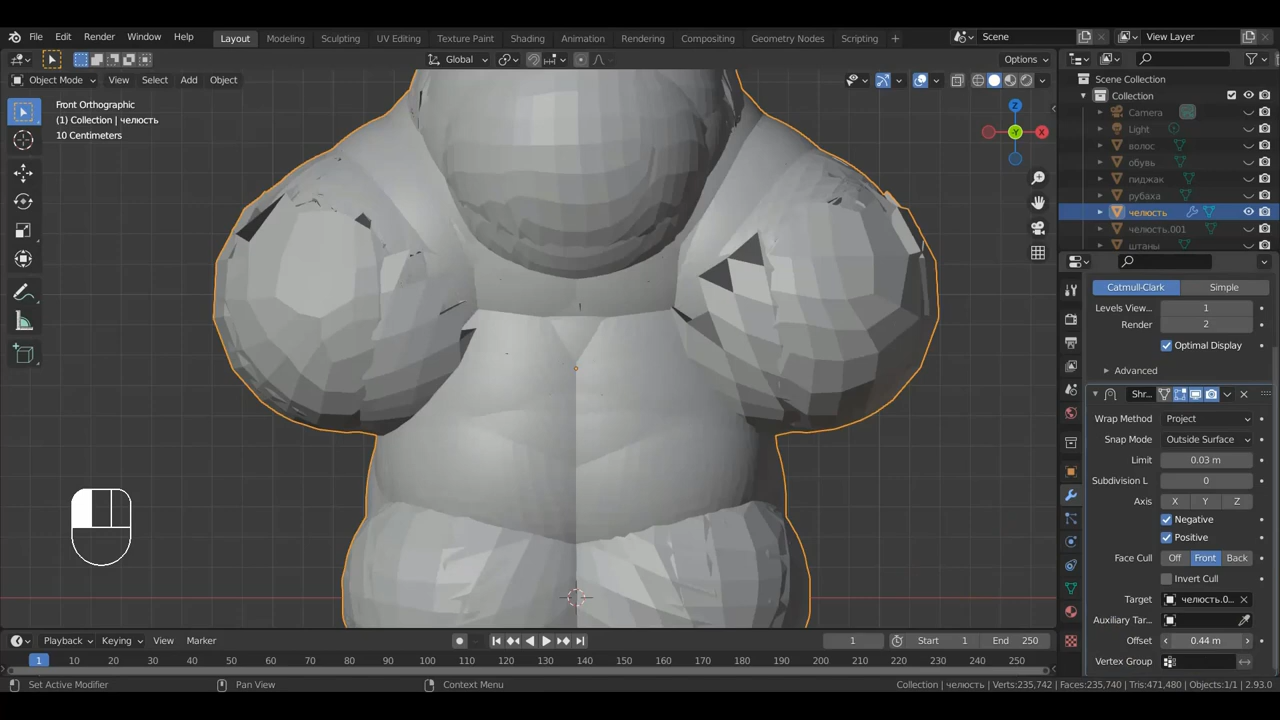 File Edit Render Window Help Layout Modeling Sculpting UV Editing Texture Paint Shading Animation Rendering Compositing Geometry Nodes Scripting Scene View Layer
Global Options
Object Mode View Select Add Object
Scene Collection
Front Orthographic
(1) Collection | челюсть
10 Centimeters
Z
Y
X
Collection
Camera
Light
волос
обувь
пиджак
рубаха
челюсть
челюсть.001
штаны
Catmull-Clark Simple
Levels View... 1
Render 2
Optimal Display
Advanced
Shr...
Wrap Method Project
Snap Mode Outside Surface
Limit 0.03 m
Subdivision L 0
Axis X Y Z
Negative
Positive
Face Cull Off Front Back
Invert Cull
Target челюсть.0...
Auxiliary Tar...
Offset 0.44 m
Vertex Group
Playback Keying View Marker 1 Start 1 End 250
1 10 20 30 40 50 60 70 80 90 100 110 120 130 140 150 160 170 180 190 200 210 220 230 240 250
Set Active Modifier Pan View Context Menu Collection | челюсть | Verts:235,742 | Faces:235,740 | Tris:471,480 | Objects:1/1 | 2.93.0